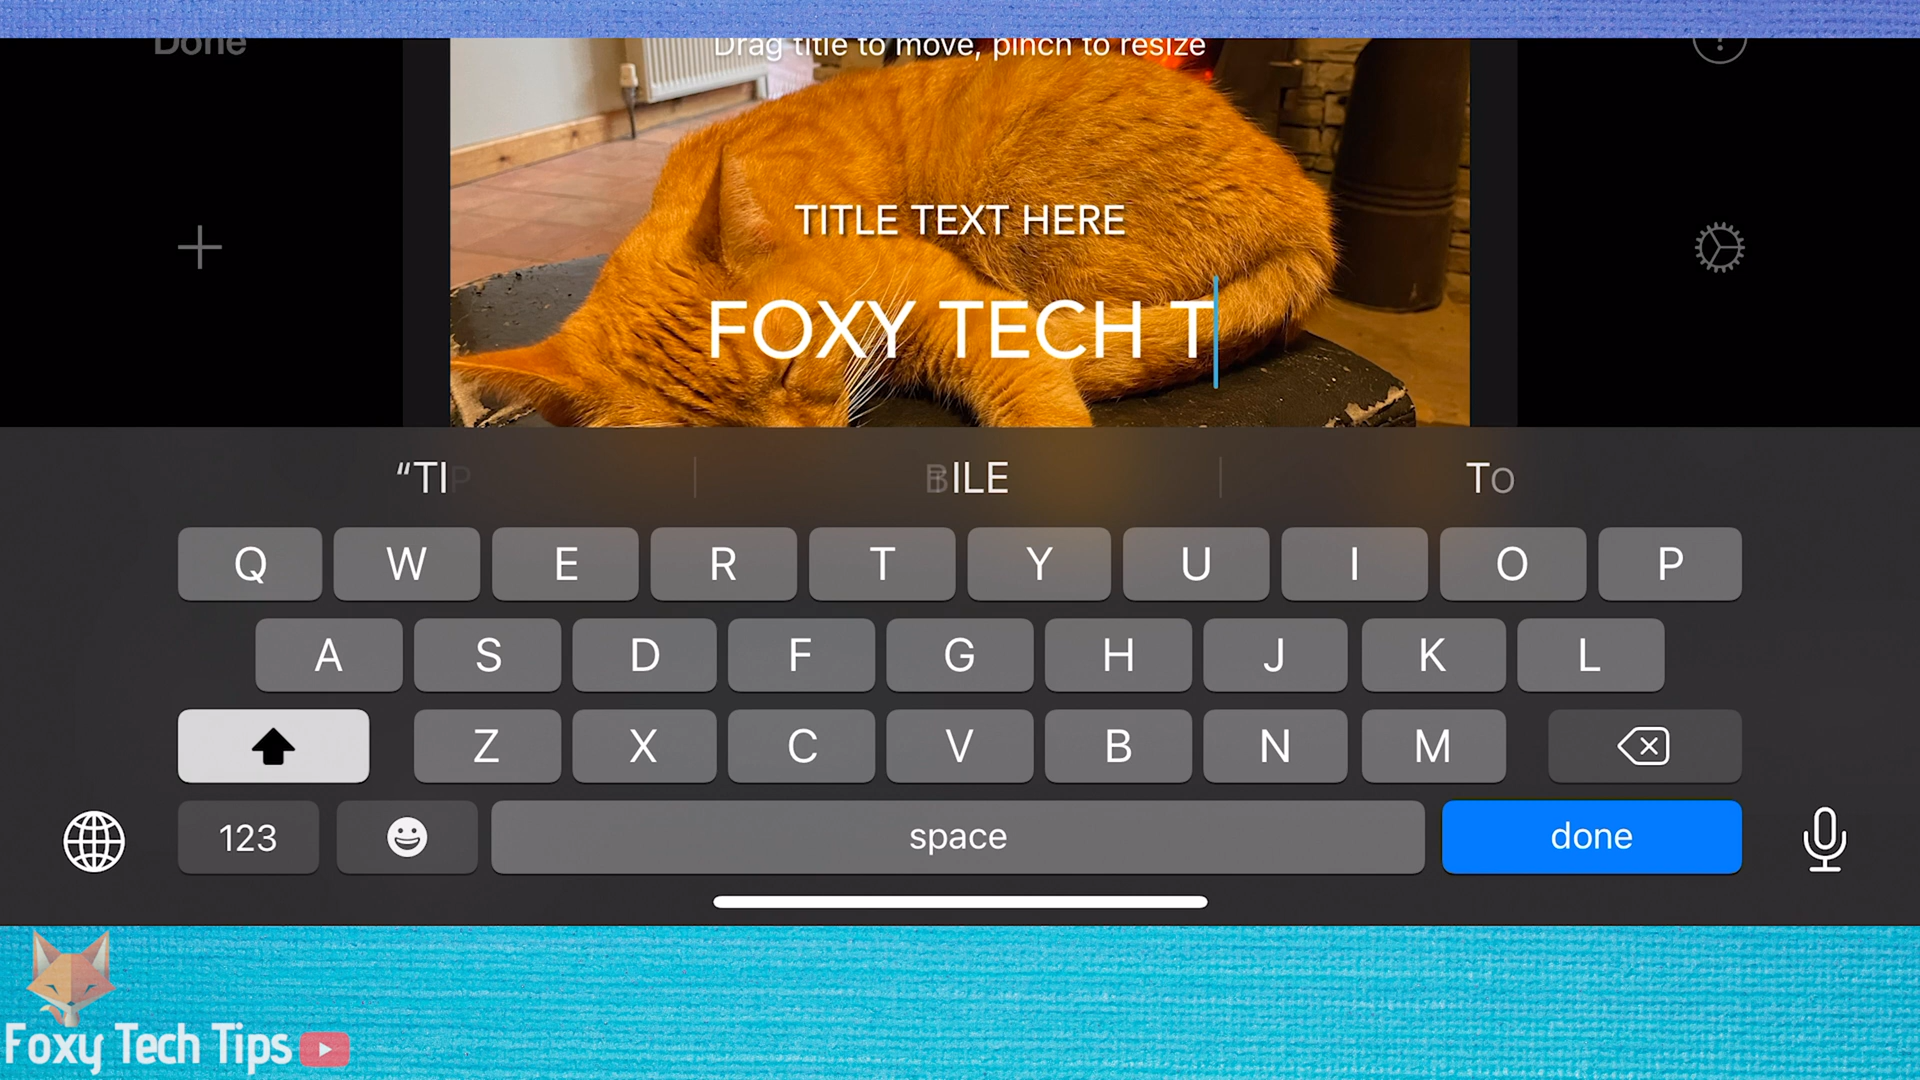 Done
Drag title to move, pinch to resize
TITLE TEXT HERE
FOXY TECH T
“TI
ILE
To
Q W E R T Y U I O P
A S D F G H J K L
Z X C V B N M
123 space done
Foxy Tech Tips